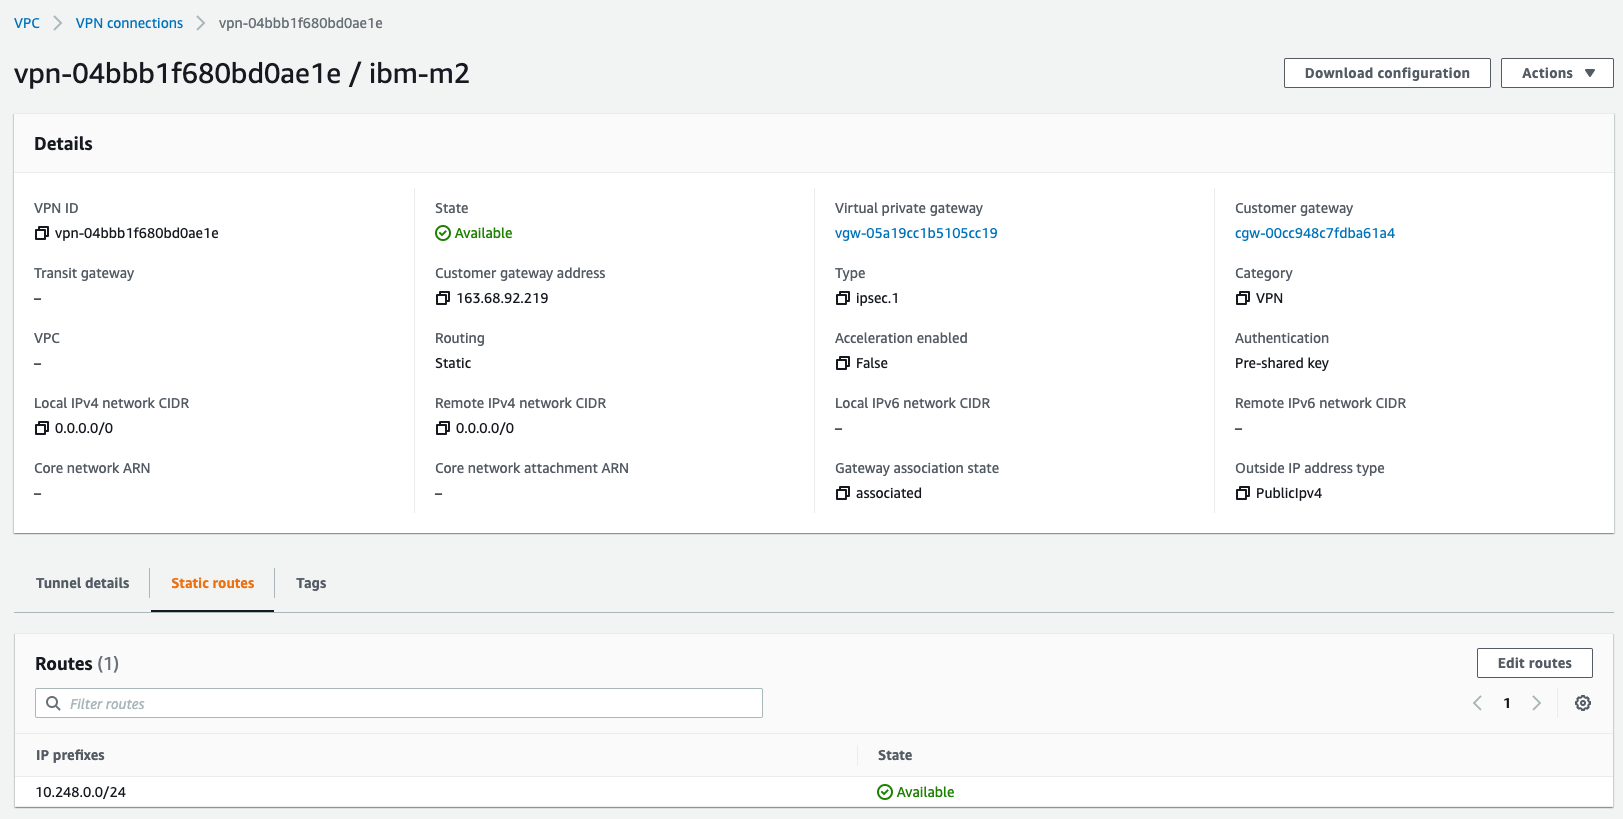 VPC > VPN connections > vpn-04bbb1f680bd0ae1e
vpn-04bbb1f680bd0ae1e / ibm-m2
Download configuration
Actions ▼
Details
VPN ID
vpn-04bbb1f680bd0ae1e
State
Available
Virtual private gateway
vgw-05a19cc1b5105cc19
Customer gateway
cgw-00cc948c7fdba61a4
Transit gateway
–
Customer gateway address
163.68.92.219
Type
ipsec.1
Category
VPN
VPC
–
Routing
Static
Acceleration enabled
False
Authentication
Pre-shared key
Local IPv4 network CIDR
0.0.0.0/0
Remote IPv4 network CIDR
0.0.0.0/0
Local IPv6 network CIDR
–
Remote IPv6 network CIDR
–
Core network ARN
–
Core network attachment ARN
–
Gateway association state
associated
Outside IP address type
PublicIpv4
Tunnel details
Static routes
Tags
Routes (1)
Edit routes
Filter routes
1
IP prefixes
State
10.248.0.0/24
Available